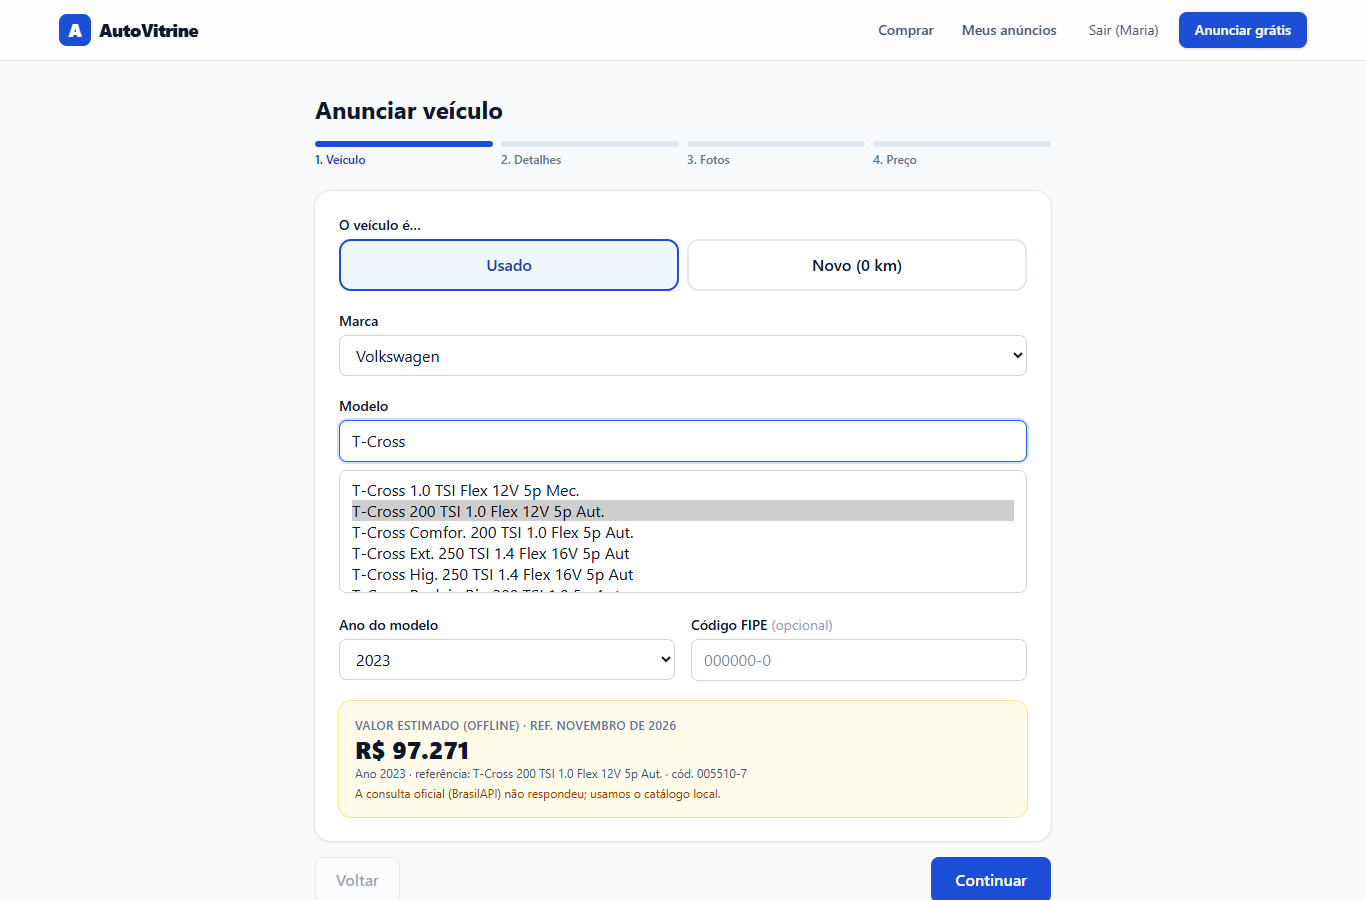 A AutoVitrine
Comprar
Meus anúncios
Sair (Maria)
Anunciar grátis
Anunciar veículo
1. Veículo
2. Detalhes
3. Fotos
4. Preço
O veículo é...
Usado
Novo (0 km)
Marca
Volkswagen
Modelo
T-Cross
T-Cross 1.0 TSI Flex 12V 5p Mec.
T-Cross 200 TSI 1.0 Flex 12V 5p Aut.
T-Cross Comfor. 200 TSI 1.0 Flex 5p Aut.
T-Cross Ext. 250 TSI 1.4 Flex 16V 5p Aut
T-Cross Hig. 250 TSI 1.4 Flex 16V 5p Aut
Ano do modelo
Código FIPE (opcional)
2023
000000-0
VALOR ESTIMADO (OFFLINE) · REF. NOVEMBRO DE 2026
R$ 97.271
Ano 2023 · referência: T-Cross 200 TSI 1.0 Flex 12V 5p Aut. · cód. 005510-7
A consulta oficial (BrasilAPI) não respondeu; usamos o catálogo local.
Voltar
Continuar